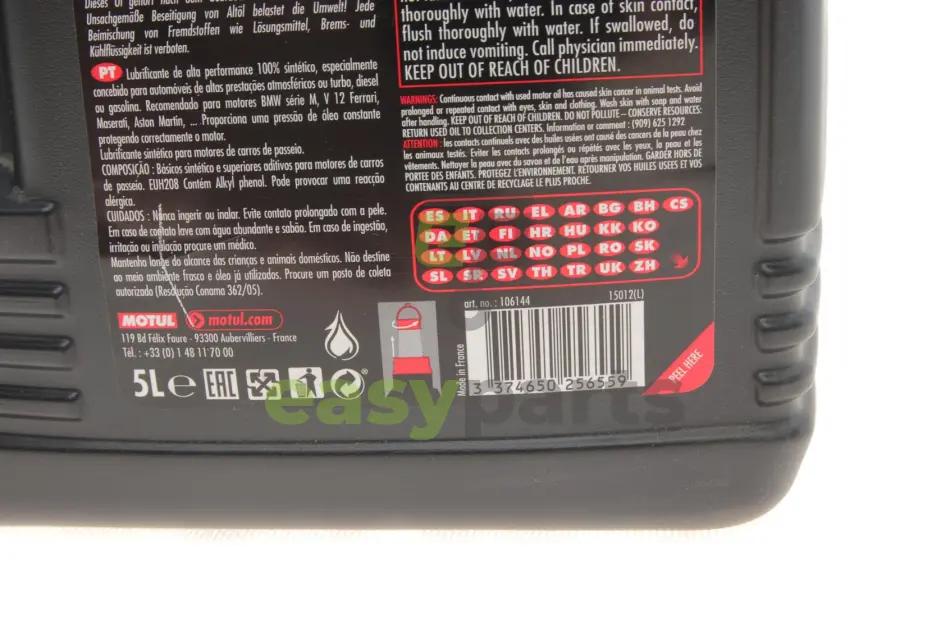 Unsachgemäße Beseitigung von Altöl belastet die Umwelt! Jede
Beimischung von Fremdstoffen wie Lösungsmittel, Brems- und
Kühlflüssigkeit ist verboten.
PT Lubrificante de alta performance 100% sintético, especialmente
concebido para automóveis de altas prestações atmosféricos ou turbo, diesel
ou gasolina. Recomendado para motores BMW série M, V 12 Ferrari,
Maserati, Aston Martin, ... Proporciona uma pressão de óleo constante
protegendo correctamente o motor.
Lubrificante sintético para motores de carros de passeio.
COMPOSIÇÃO : Básicos sintético e superiores aditivos para motores de carros
de passeio. EUH208 Contém Alkyl phenol. Pode provocar uma reacção
alérgica.
CUIDADOS : Nunca ingerir ou inalar. Evite contato prolongado com a pele.
Em caso de contato lave com água abundante e sabão. Em caso de ingestão,
irritação ou inalação procure um médico.
Mantenha longe do alcance das crianças e animais domésticos. Não destine
ao meio ambiente frasco e óleo já utilizados. Procure um posto de coleta
autorizado (Resolução Conama 362/05).
MOTUL motul.com
119 Bd Félix Faure - 93300 Aubervilliers - France
Tél. : +33 (0) 1 48 11 70 00
5L e EAC
thoroughly with water. In case of skin contact,
flush thoroughly with water. If swallowed, do
not induce vomiting. Call physician immediately.
KEEP OUT OF REACH OF CHILDREN.
WARNINGS: Continuous contact with used motor oil has caused skin cancer in animal tests. Avoid
prolonged or repeated contact with eyes, skin and clothing. Wash skin with soap and water
after handling. KEEP OUT OF REACH OF CHILDREN. DO NOT POLLUTE – CONSERVE RESOURCES:
RETURN USED OIL TO COLLECTION CENTERS. Information or comment : (909) 625 1292
ATTENTION : les contacts continuels avec des huiles usées ont causé des cancers de la peau chez
les animaux testés. Eviter les contacts prolongés ou répétés avec les yeux, la peau et les
vêtements. Nettoyer la peau avec du savon et de l'eau après manipulation. GARDER HORS DE
PORTEE DES ENFANTS. PROTEGEZ L'ENVIRONNEMENT. RETOURNER VOS HUILES USEES ET VOS
CONTENANTS AU CENTRE DE RECYCLAGE LE PLUS PROCHE.
ES IT RU EL AR BG BH CS
DA ET FI HR HU KK KO
LT LV NL NO PL RO SK
SL SR SV TH TR UK ZH
art. no. : 106144 15012(L)
Made in France
3 374650 256559
PEEL HERE
easyparts